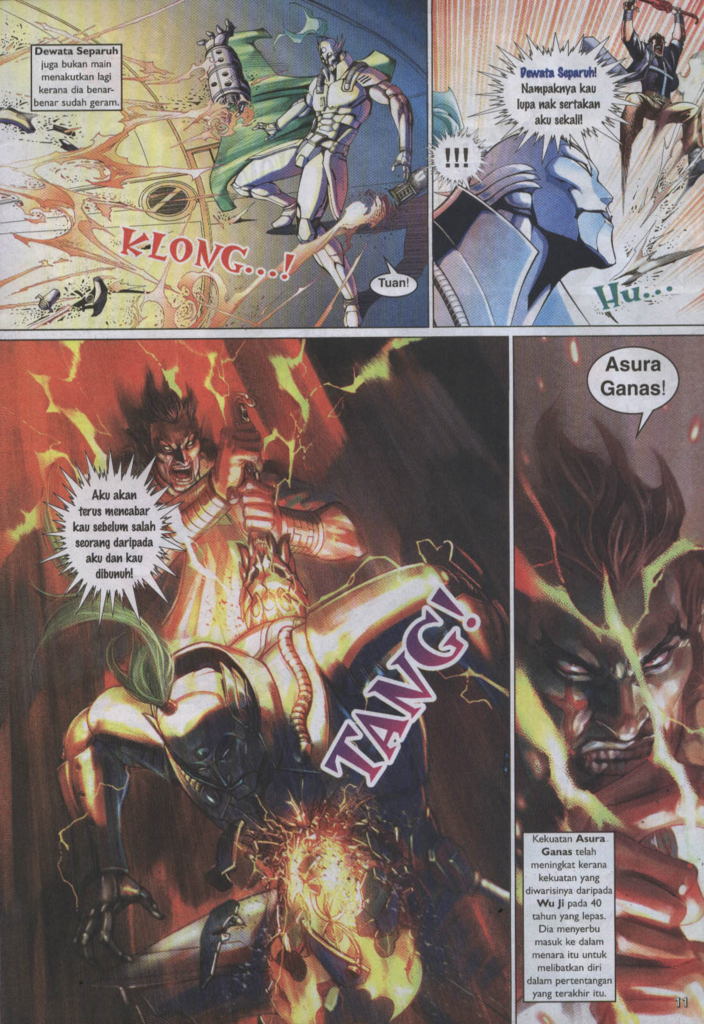 Dewata Separuh
juga bukan main
menakutkan lagi
kerana dia benar-
benar sudah geram.
KLONG...!
Tuan!
Dewata Separuh!
Nampaknya kau
lupa nak sertakan
aku sekali!
!!!
Hu...
Aku akan
terus mencabar
kau sebelum salah
seorang daripada
aku dan kau
dibunuh!
TANG!
Asura
Ganas!
Kekuatan Asura
Ganas telah
meningkat kerana
kekuatan yang
diwarisinya daripada
Wu Ji pada 40
tahun yang lepas.
Dia menyerbu
masuk ke dalam
menara itu untuk
melibatkan diri
dalam pertentangan
yang terakhir itu.
11